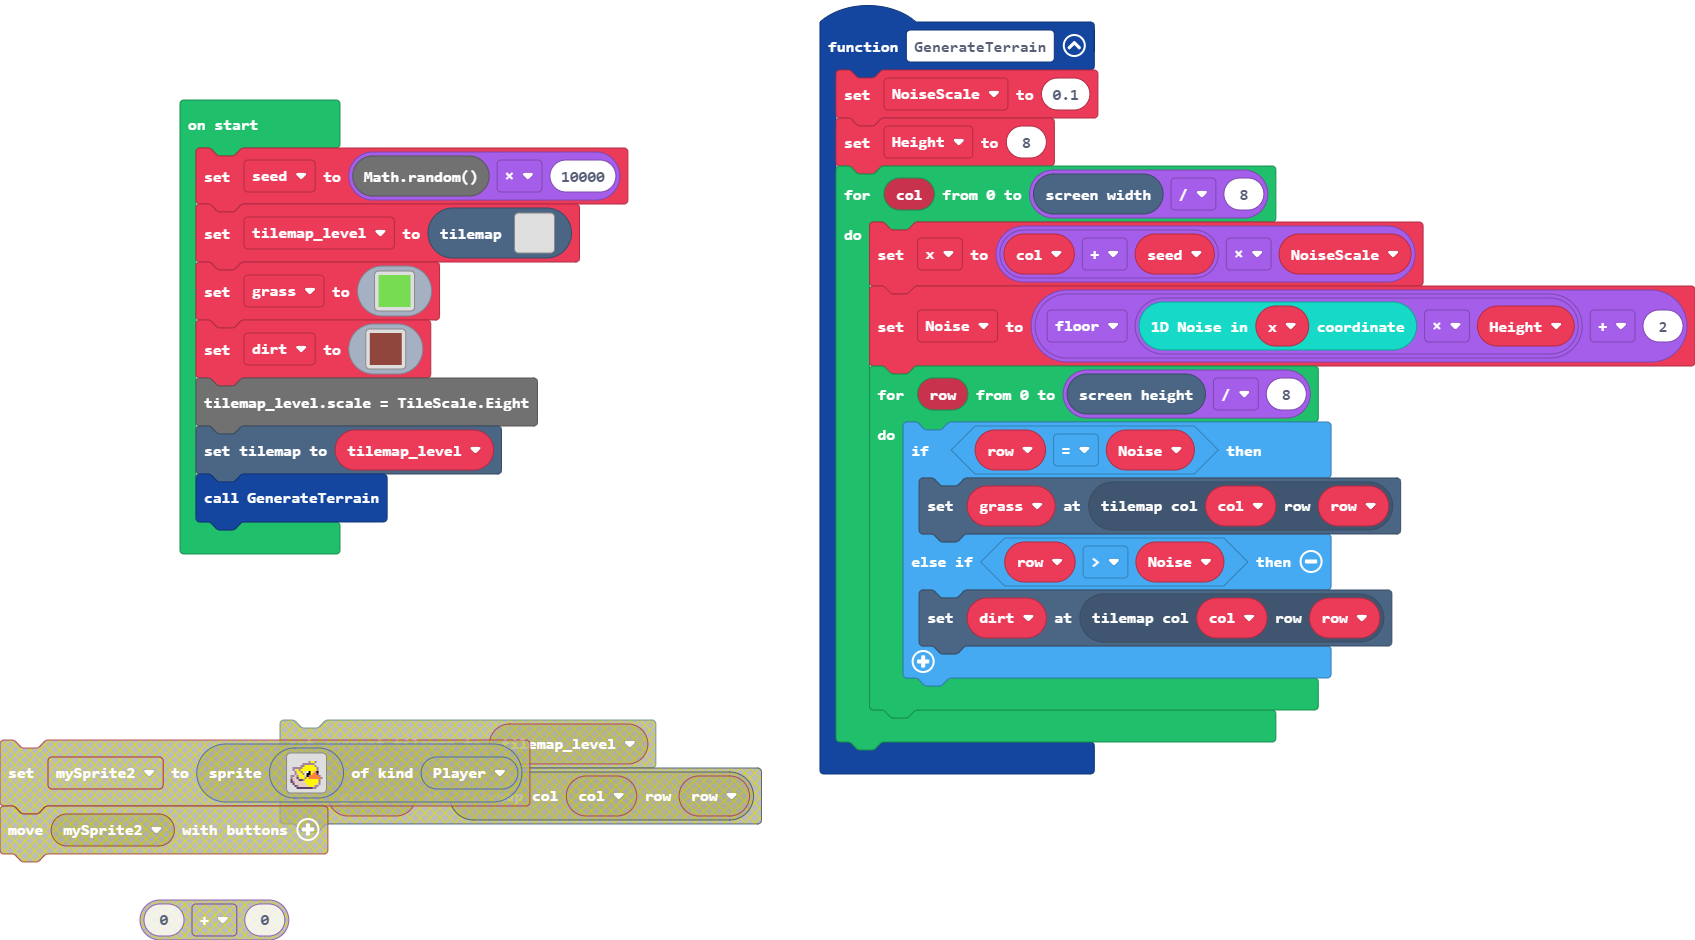 on start
set seed to Math.random() × 10000
set tilemap_level to tilemap
set grass to
set dirt to
tilemap_level.scale = TileScale.Eight
set tilemap to tilemap_level
call GenerateTerrain
function GenerateTerrain
set NoiseScale to 0.1
set Height to 8
for col from 0 to screen width / 8
do
set x to col + seed × NoiseScale
set Noise to floor 1D Noise in x coordinate × Height + 2
for row from 0 to screen height / 8
do
if row = Noise then
set grass at tilemap col col row row
else if row > Noise then
set dirt at tilemap col col row row
tilemap_level
set mySprite2 to sprite of kind Player
col col row row
move mySprite2 with buttons
0 + 0